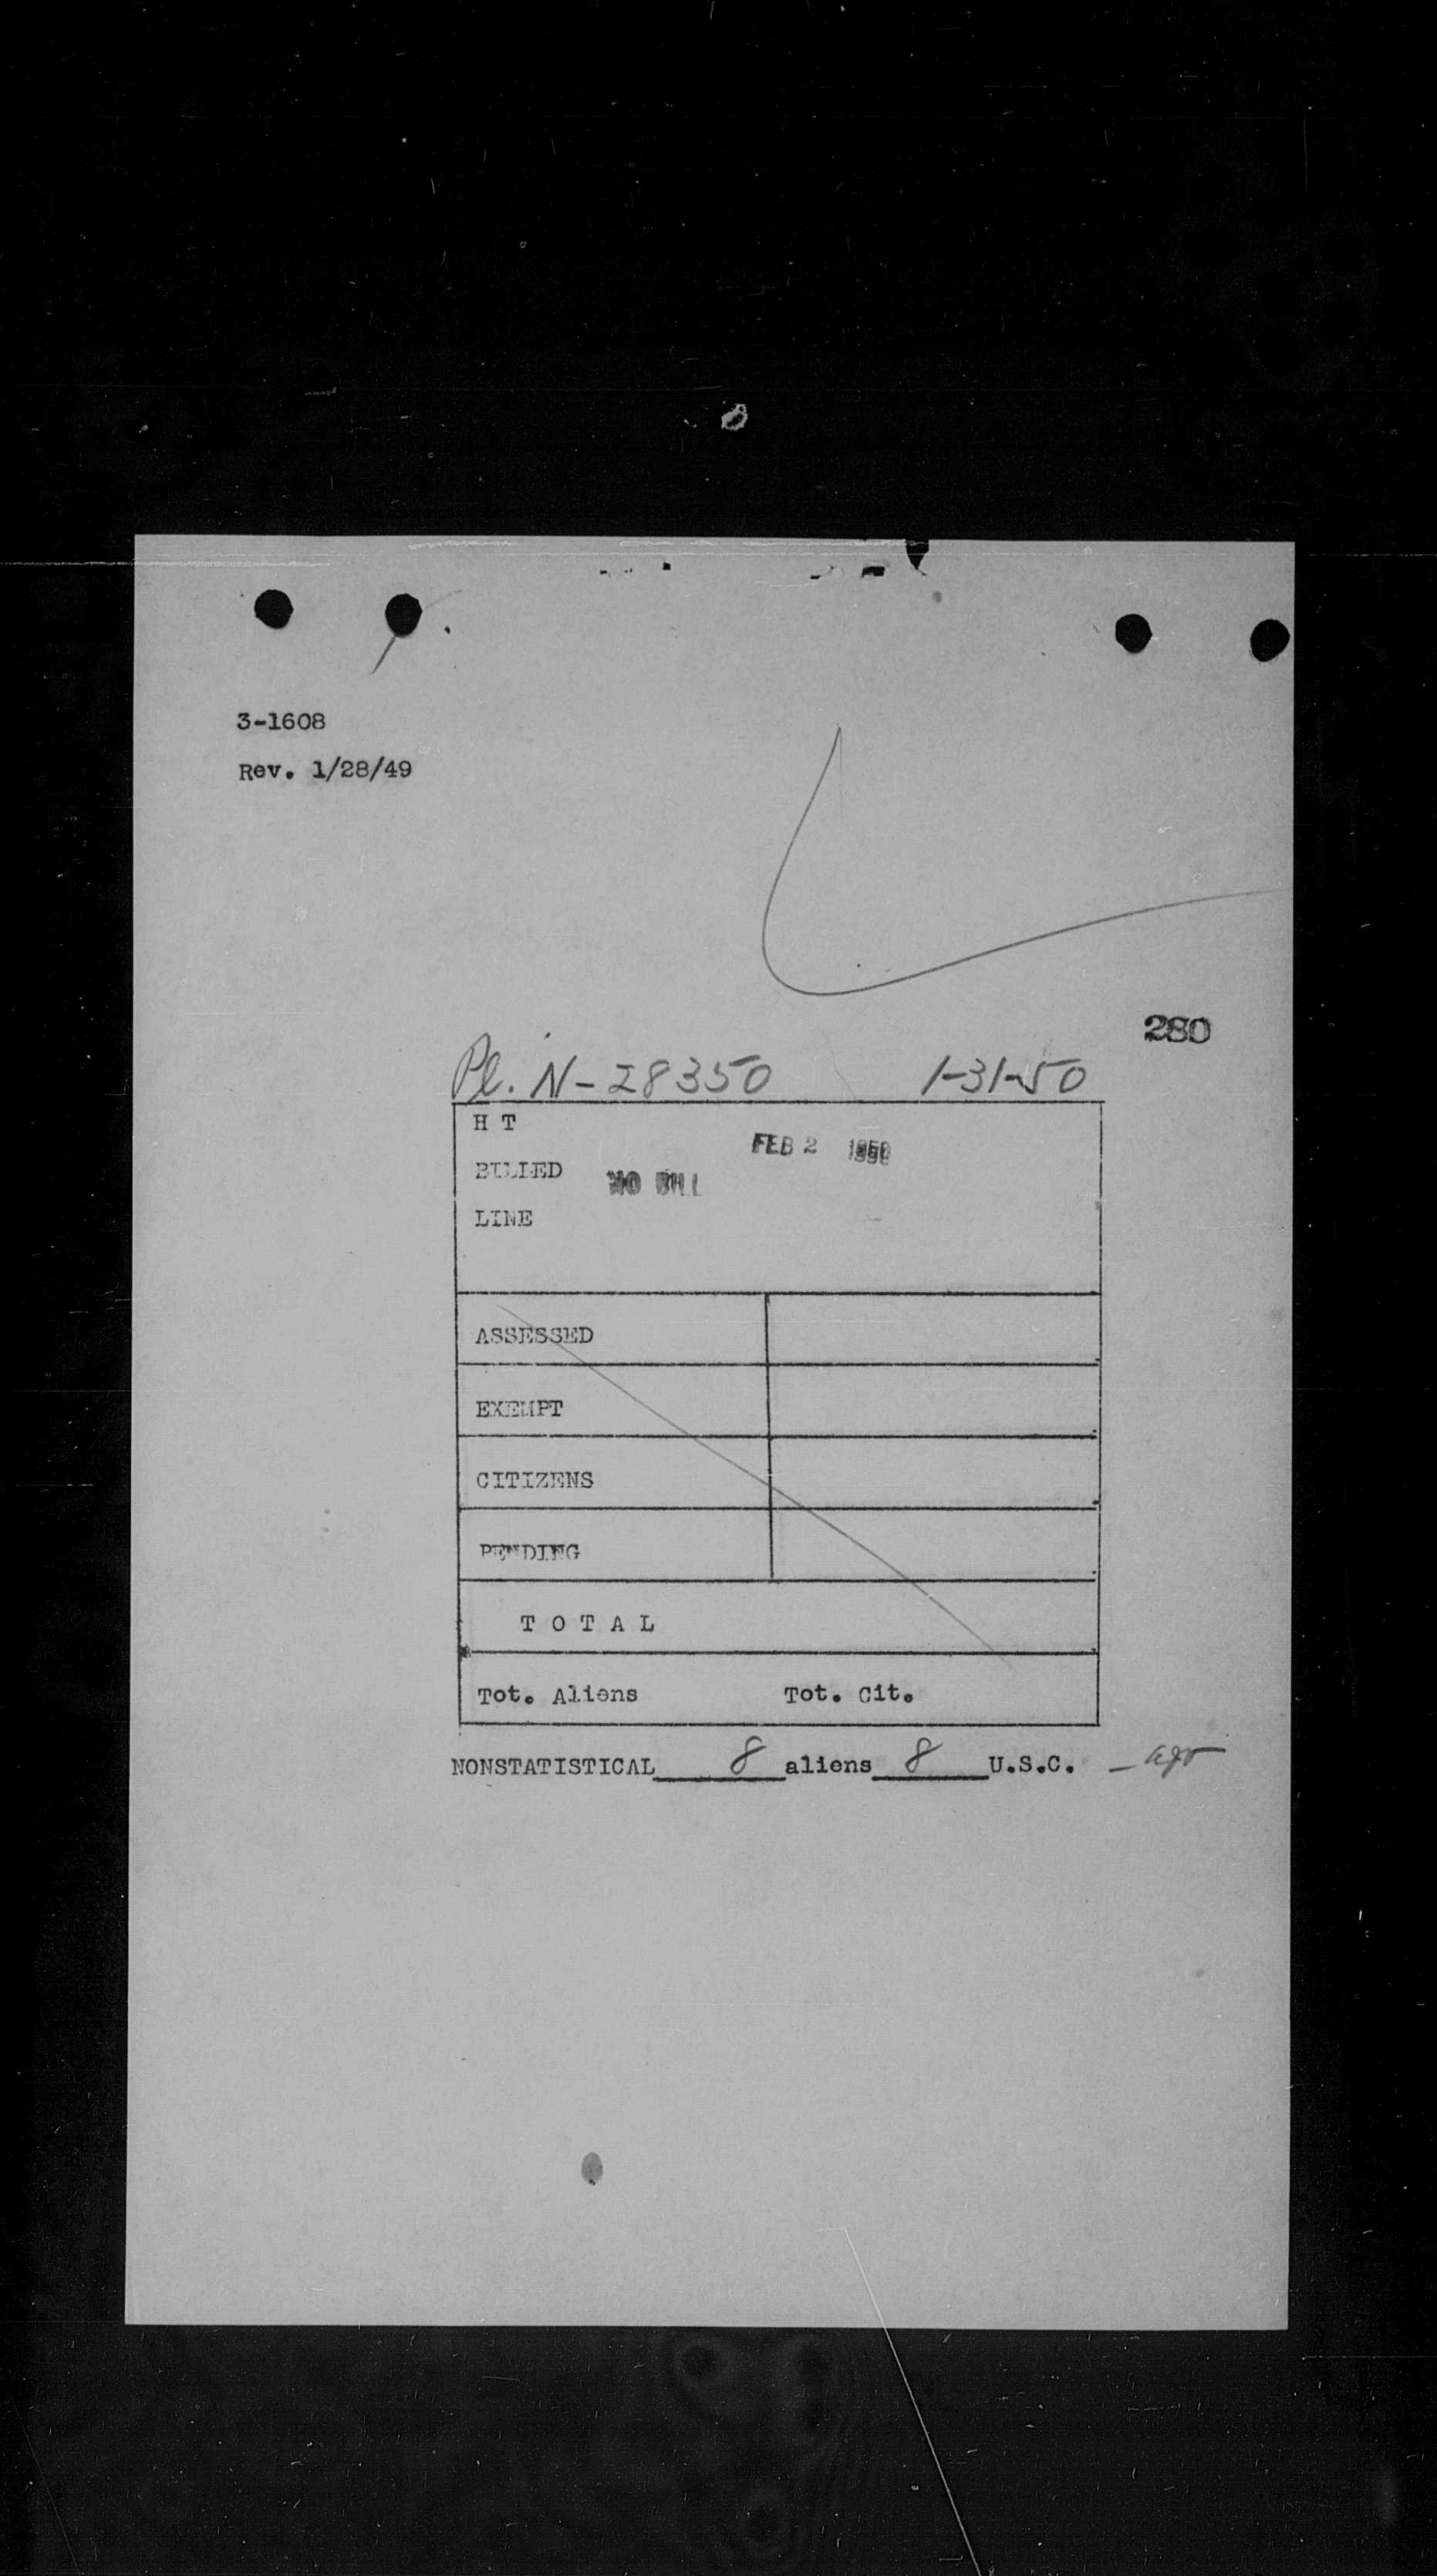 3-1608
Rev. 1/28/49
280
Pl. N-28350 1-31-50
H T
FEB 2 1950
BILLED NO BILL
LINE
ASSESSED
EXEMPT
CITIZENS
PENDING
T O T A L
Tot. Aliens Tot. Cit.
NONSTATISTICAL 8 aliens 8 U.S.C.